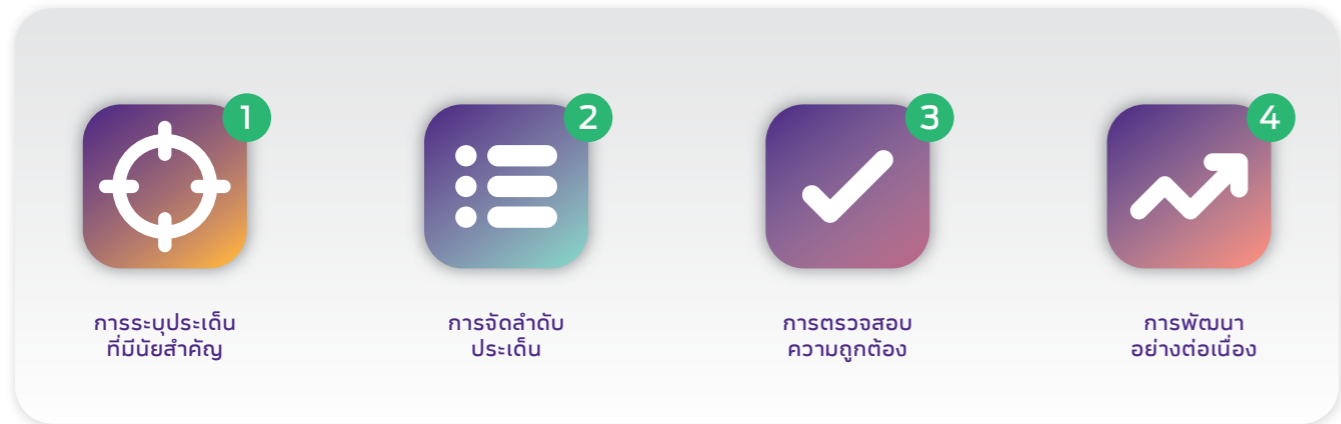 1
2
3
4
การระบุประเด็น
ที่มีนัยสำคัญ
การจัดลำดับ
ประเด็น
การตรวจสอบ
ความถูกต้อง
การพัฒนา
อย่างต่อเนื่อง